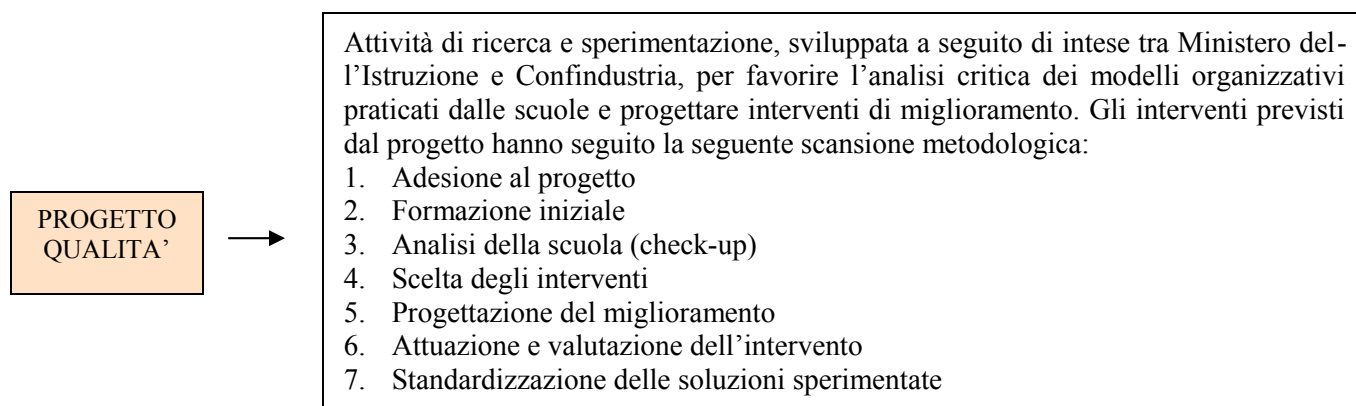 PROGETTO
QUALITA’
Attività di ricerca e sperimentazione, sviluppata a seguito di intese tra Ministero del-
l’Istruzione e Confindustria, per favorire l’analisi critica dei modelli organizzativi
praticati dalle scuole e progettare interventi di miglioramento. Gli interventi previsti
dal progetto hanno seguito la seguente scansione metodologica:
1. Adesione al progetto
2. Formazione iniziale
3. Analisi della scuola (check-up)
4. Scelta degli interventi
5. Progettazione del miglioramento
6. Attuazione e valutazione dell’intervento
7. Standardizzazione delle soluzioni sperimentate